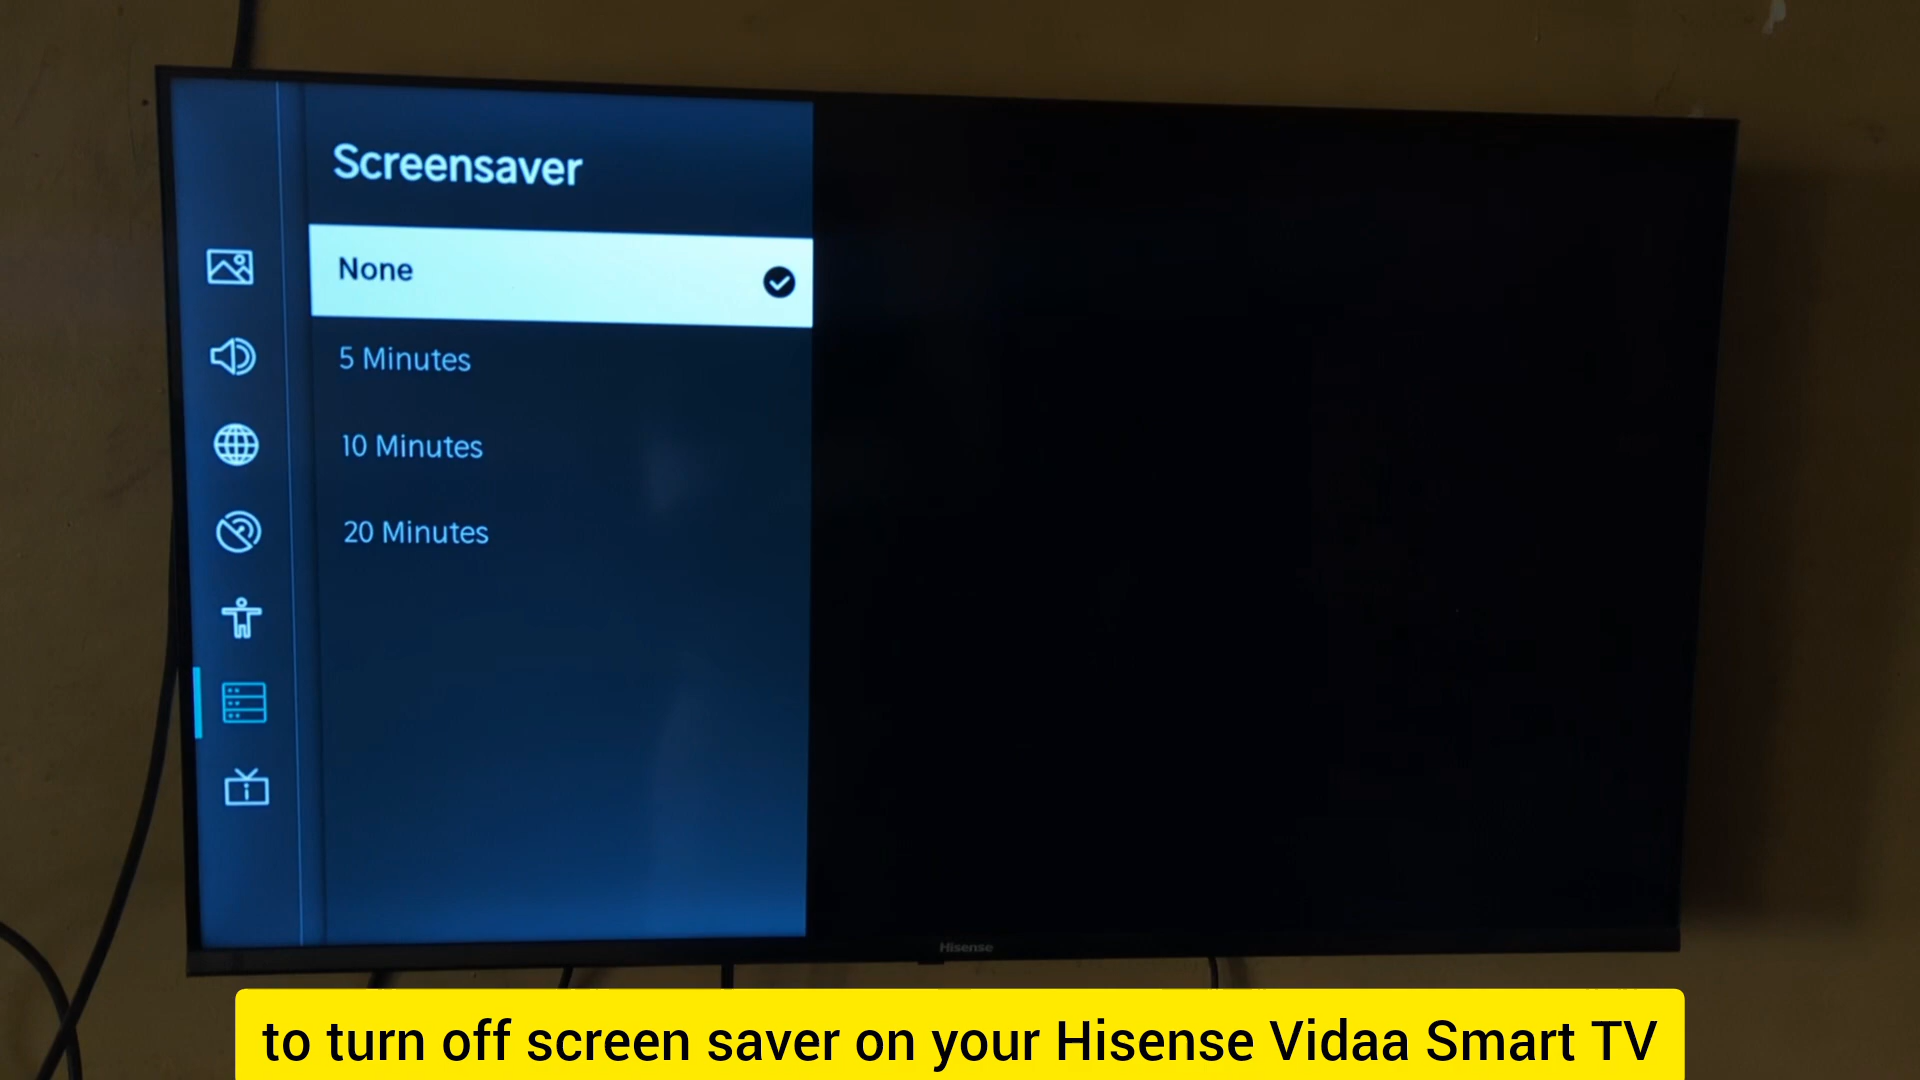 Screensaver
None
5 Minutes
10 Minutes
20 Minutes
Hisense
to turn off screen saver on your Hisense Vidaa Smart TV